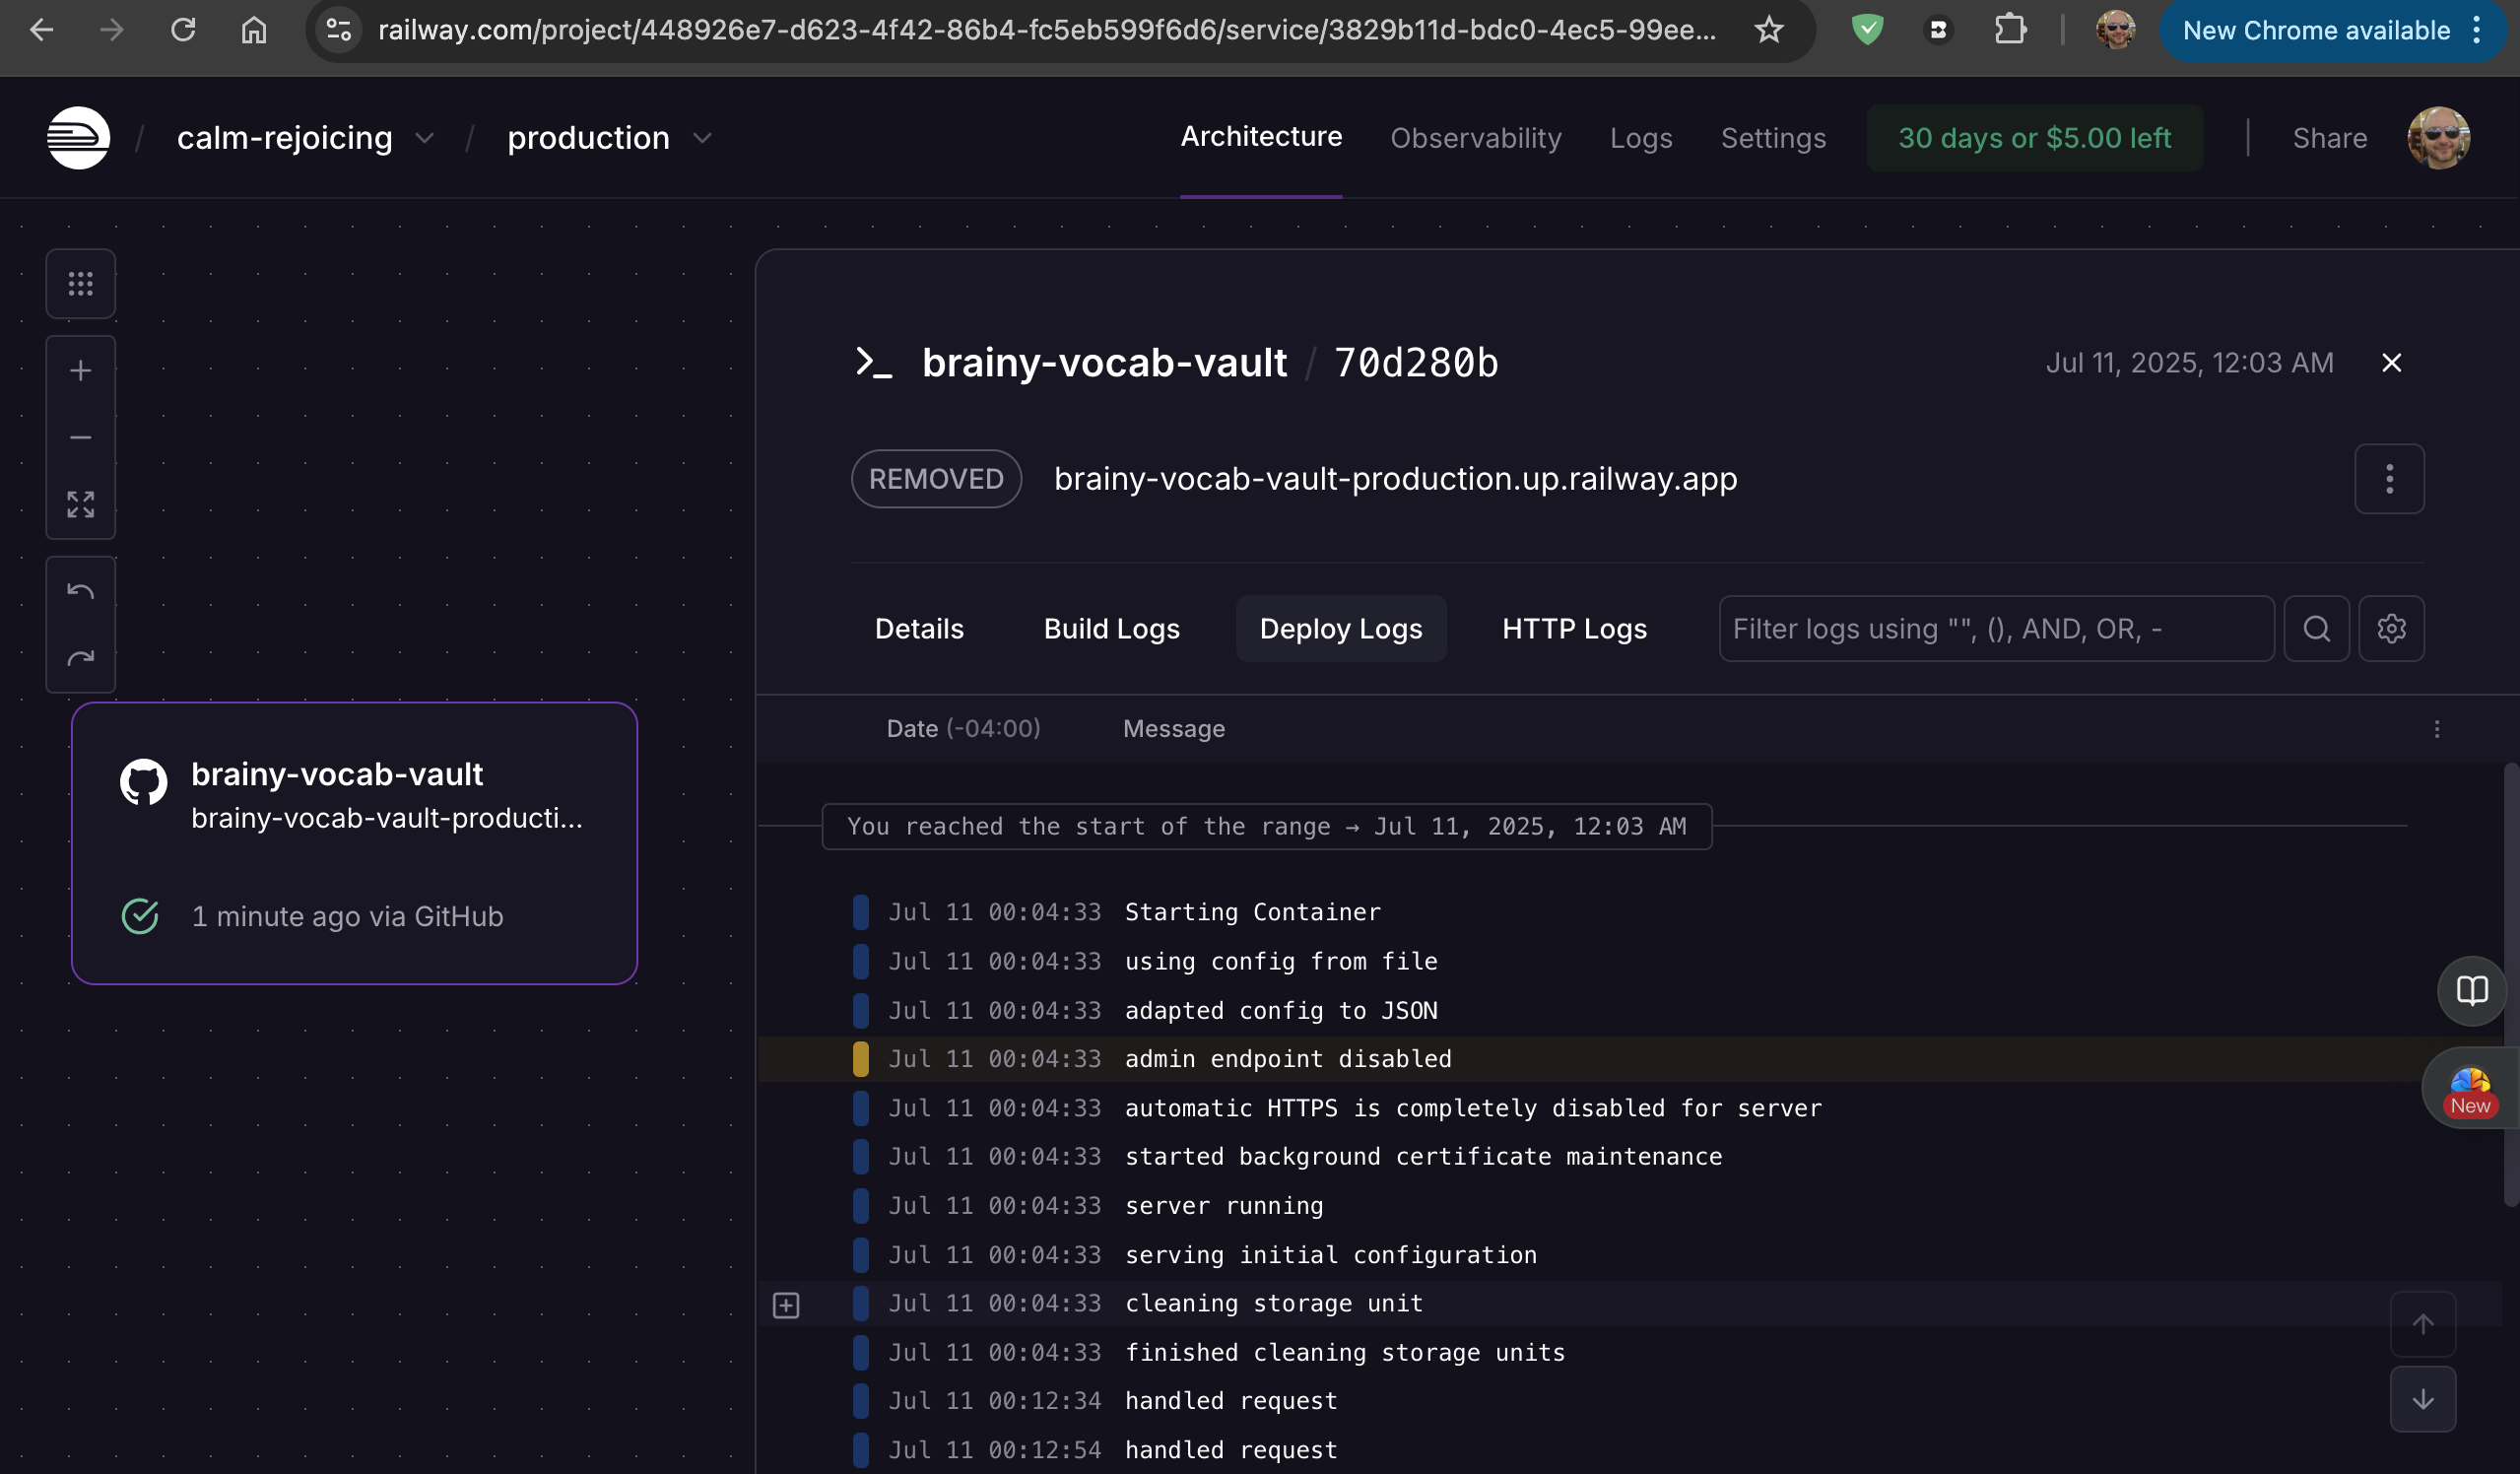 railway.com/project/448926e7-d623-4f42-86b4-fc5eb599f6d6/service/3829b11d-bdc0-4ec5-99ee...
New Chrome available
/ calm-rejoicing / production
Architecture
Observability
Logs
Settings
30 days or $5.00 left
Share
brainy-vocab-vault / 70d280b
Jul 11, 2025, 12:03 AM
REMOVED
brainy-vocab-vault-production.up.railway.app
Details
Build Logs
Deploy Logs
HTTP Logs
Filter logs using "", (), AND, OR, -
Date (-04:00)
Message
brainy-vocab-vault
brainy-vocab-vault-producti...
1 minute ago via GitHub
You reached the start of the range → Jul 11, 2025, 12:03 AM
Jul 11 00:04:33 Starting Container
Jul 11 00:04:33 using config from file
Jul 11 00:04:33 adapted config to JSON
Jul 11 00:04:33 admin endpoint disabled
Jul 11 00:04:33 automatic HTTPS is completely disabled for server
Jul 11 00:04:33 started background certificate maintenance
Jul 11 00:04:33 server running
Jul 11 00:04:33 serving initial configuration
Jul 11 00:04:33 cleaning storage unit
Jul 11 00:04:33 finished cleaning storage units
Jul 11 00:12:34 handled request
Jul 11 00:12:54 handled request
New